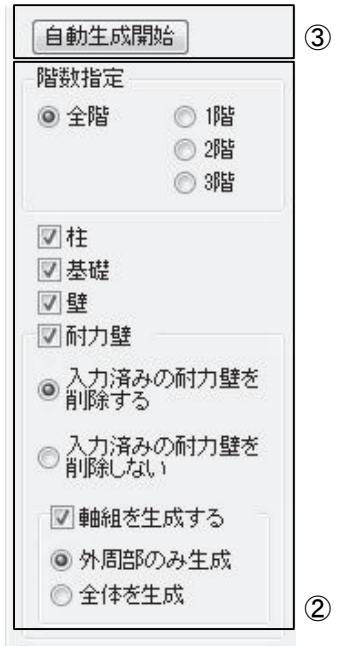 自動生成開始
③
階数指定
全階
1階
2階
3階
柱
基礎
壁
耐力壁
入力済みの耐力壁を
削除する
入力済みの耐力壁を
削除しない
軸組を生成する
外周部のみ生成
全体を生成
②